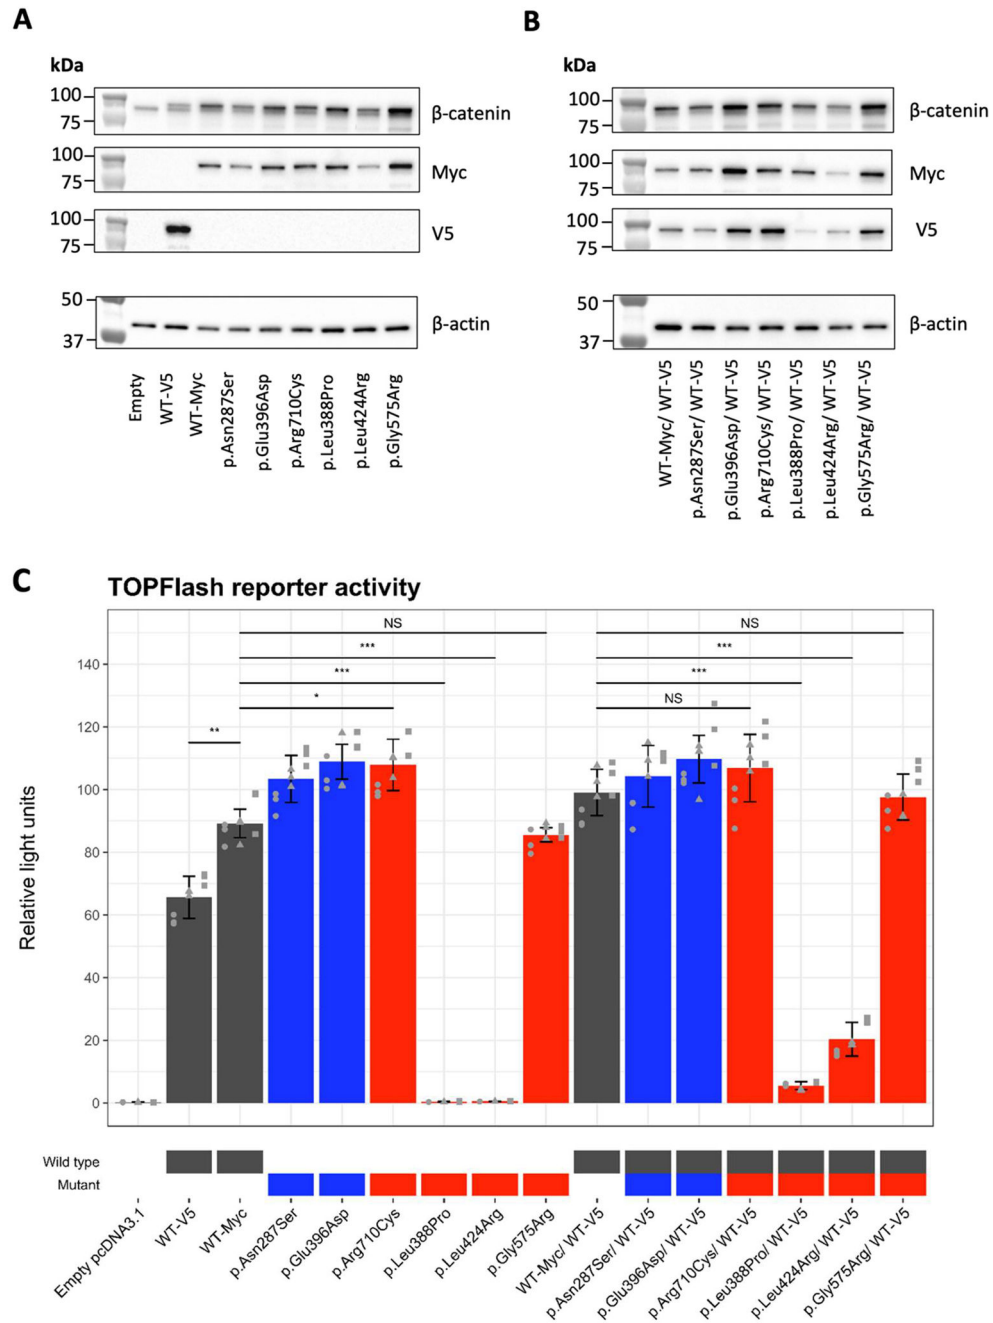 A
kDa
100
75
β-catenin
100
75
Myc
100
75
V5
50
37
β-actin
Empty
WT-V5
WT-Myc
p.Asn287Ser
p.Glu396Asp
p.Arg710Cys
p.Leu388Pro
p.Leu424Arg
p.Gly575Arg
B
kDa
100
75
β-catenin
100
75
Myc
100
75
V5
50
37
β-actin
WT-Myc/ WT-V5
p.Asn287Ser/ WT-V5
p.Glu396Asp/ WT-V5
p.Arg710Cys/ WT-V5
p.Leu388Pro/ WT-V5
p.Leu424Arg/ WT-V5
p.Gly575Arg/ WT-V5
C
TOPFlash reporter activity
NS
***
***
*
**
NS
***
***
NS
Relative light units
140
120
100
80
60
40
20
0
Wild type
Mutant
Empty pcDNA3.1
WT-V5
WT-Myc
p.Asn287Ser
p.Glu396Asp
p.Arg710Cys
p.Leu388Pro
p.Leu424Arg
p.Gly575Arg
WT-Myc/ WT-V5
p.Asn287Ser/ WT-V5
p.Glu396Asp/ WT-V5
p.Arg710Cys/ WT-V5
p.Leu388Pro/ WT-V5
p.Leu424Arg/ WT-V5
p.Gly575Arg/ WT-V5